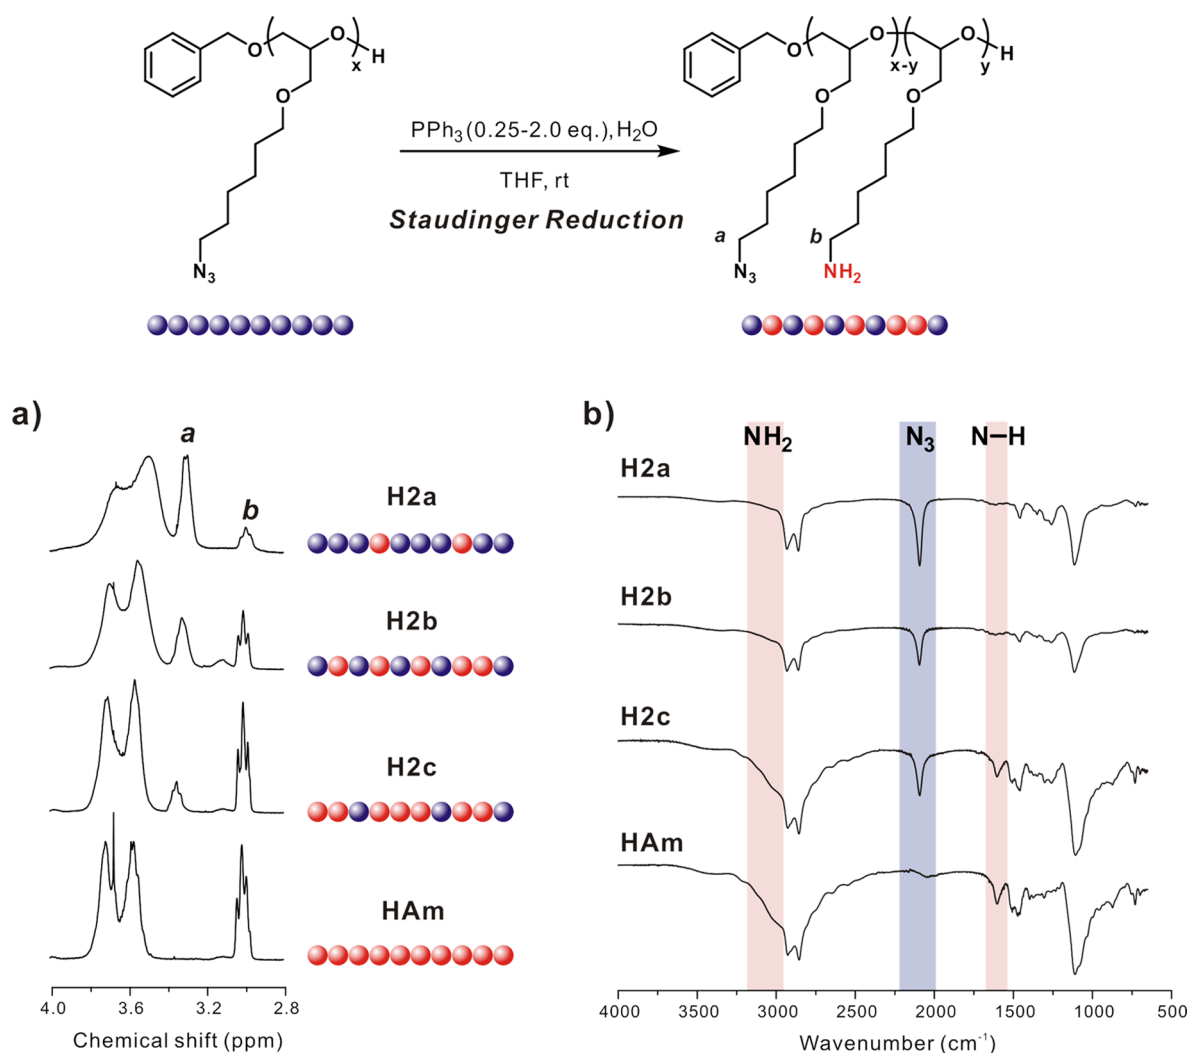 O ( O ) x H
O
N3
PPh3 (0.25-2.0 eq.), H2O
THF, rt
Staudinger Reduction
O ( O ) x-y ( O ) y H
O O
a b
N3 NH2
a)
a
b
H2a
H2b
H2c
HAm
4.0 3.6 3.2 2.8
Chemical shift (ppm)
b)
NH2 N3 N–H
H2a
H2b
H2c
HAm
4000 3000 2500 2000 1500 1000 500
Wavenumber (cm-1)